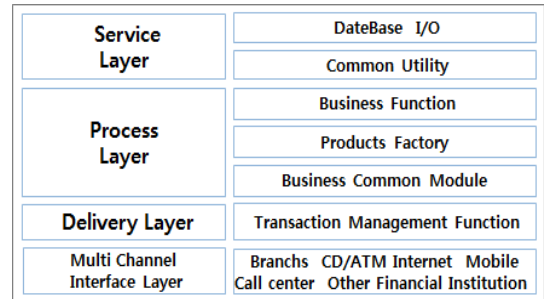 Service
Layer
DateBase I/O
Common Utility
Process
Layer
Business Function
Products Factory
Business Common Module
Delivery Layer
Transaction Management Function
Multi Channel
Interface Layer
Branchs CD/ATM Internet Mobile
Call center Other Financial Institution